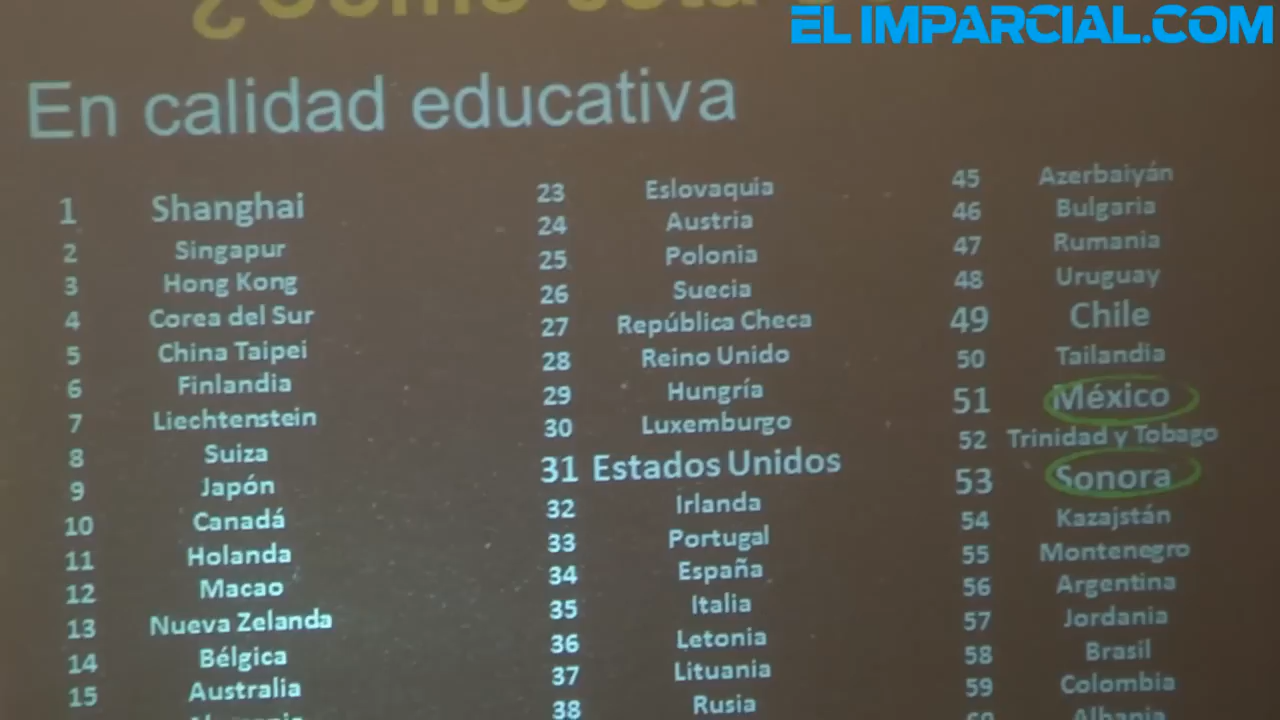 ¿Cómo está
EL IMPARCIAL.COM
En calidad educativa
1 Shanghai
2 Singapur
3 Hong Kong
4 Corea del Sur
5 China Taipei
6 Finlandia
7 Liechtenstein
8 Suiza
9 Japón
10 Canadá
11 Holanda
12 Macao
13 Nueva Zelanda
14 Bélgica
15 Australia
Alemania
23 Eslovaquia
24 Austria
25 Polonia
26 Suecia
27 República Checa
28 Reino Unido
29 Hungría
30 Luxemburgo
31 Estados Unidos
32 Irlanda
33 Portugal
34 España
35 Italia
36 Letonia
37 Lituania
38 Rusia
45 Azerbaiyán
46 Bulgaria
47 Rumania
48 Uruguay
49 Chile
50 Tailandia
51 México
52 Trinidad y Tobago
53 Sonora
54 Kazajstán
55 Montenegro
56 Argentina
57 Jordania
58 Brasil
59 Colombia
60 Albania